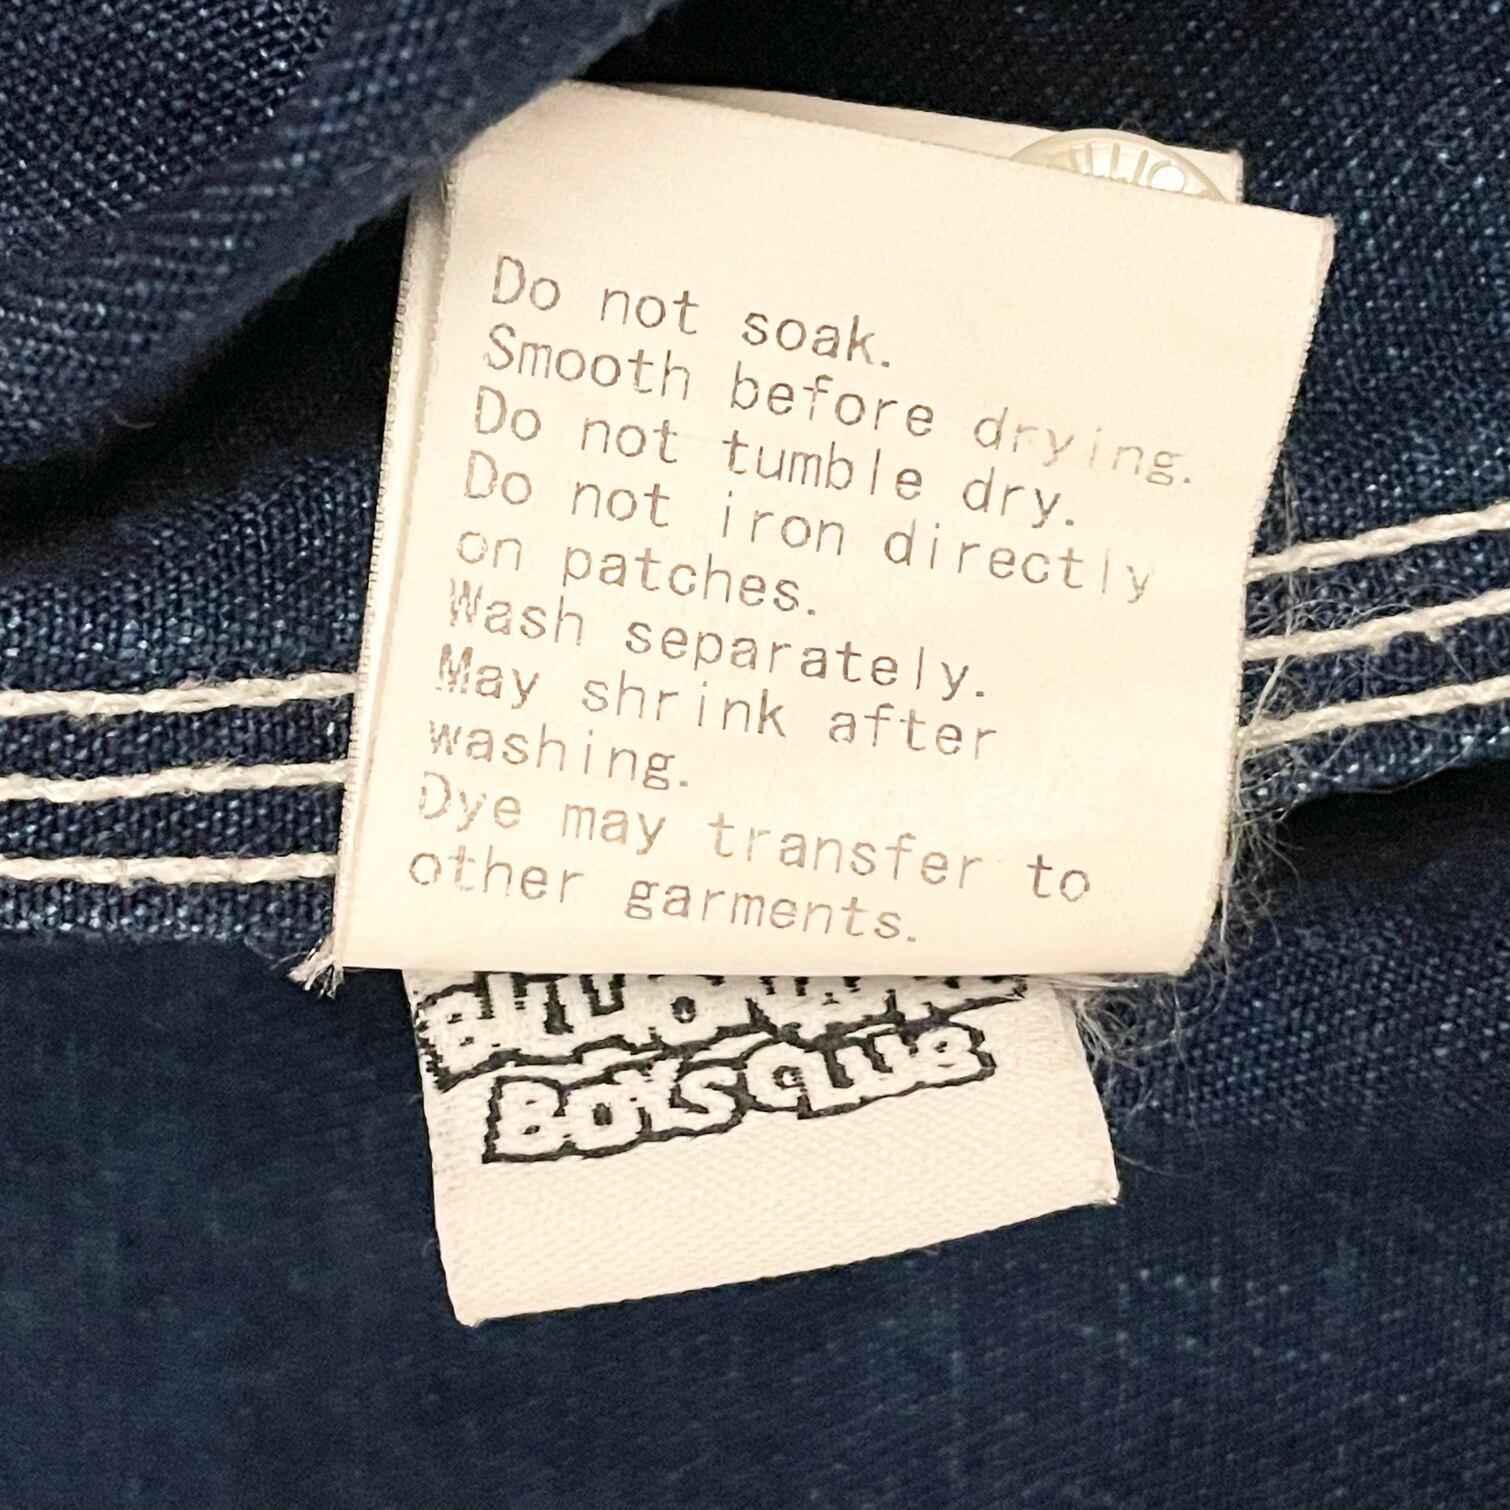 Do not soak.
Smooth before drying.
Do not tumble dry.
Do not iron directly
on patches.
Wash separately.
May shrink after
washing.
Dye may transfer to
other garments.
BOYS CLUB